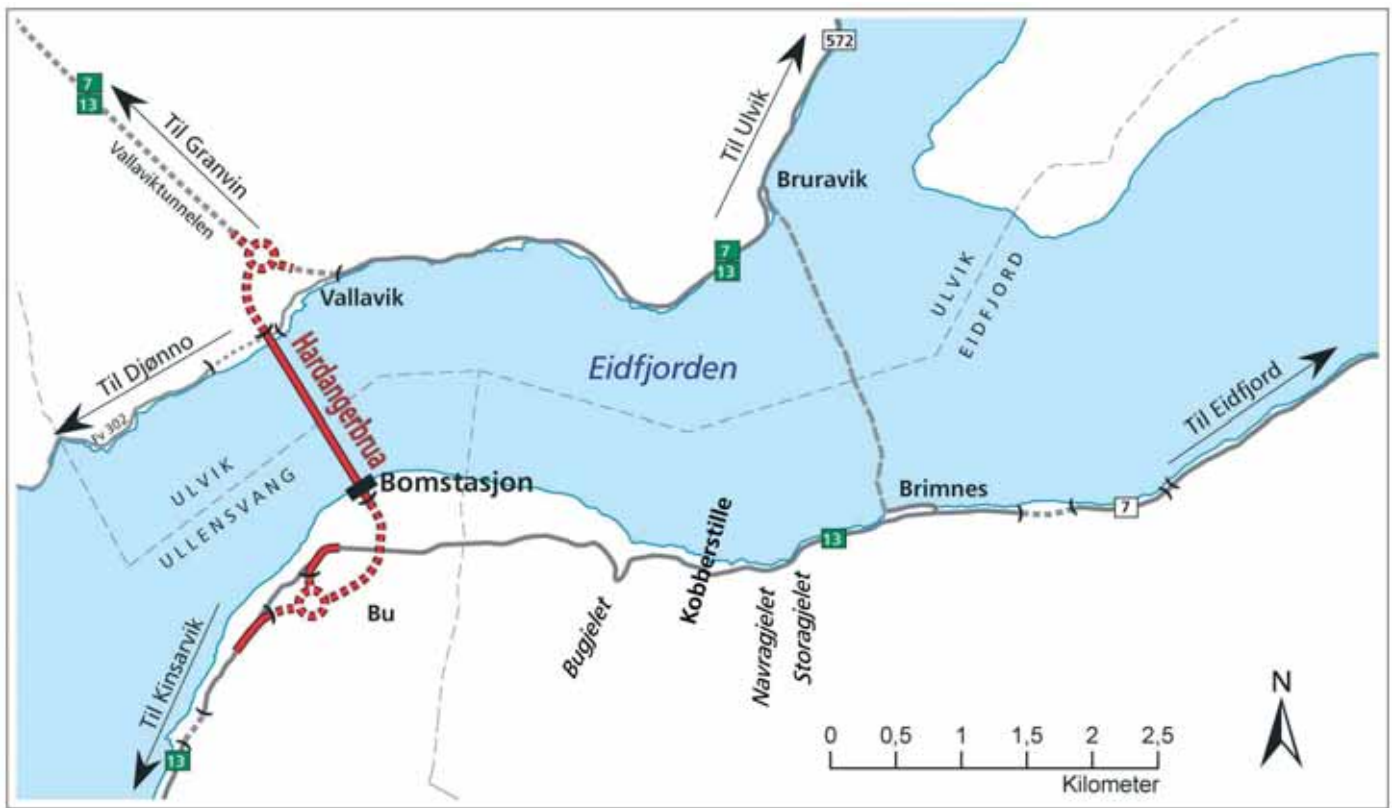 572
7
13
Til Granvin
Vallaviktunnelen
Til Ulvik
Bruravik
7
13
ULVIK
EIDFJORD
Vallavik
Til Djønno
Fv 302
Hardangerbrua
Eidfjorden
Til Eidfjord
ULVIK
ULLENSVANG
Bomstasjon
Brimnes
7
13
Kobberstille
Bu
Bugjelet
Navragjelet
Storagjelet
Til Kinsarvik
13
N
0 0,5 1 1,5 2 2,5
Kilometer